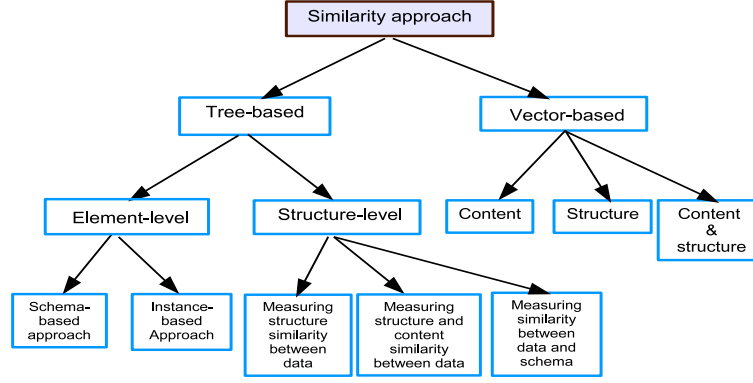 Similarity approach
Tree-based
Vector-based
Element-level
Structure-level
Content
Structure
Content
&
structure
Schema-
based
approach
Instance-
based
Approach
Measuring
structure
similarity
between
data
Measuring
structure and
content
similarity
between data
Measuring
similarity
between
data and
schema